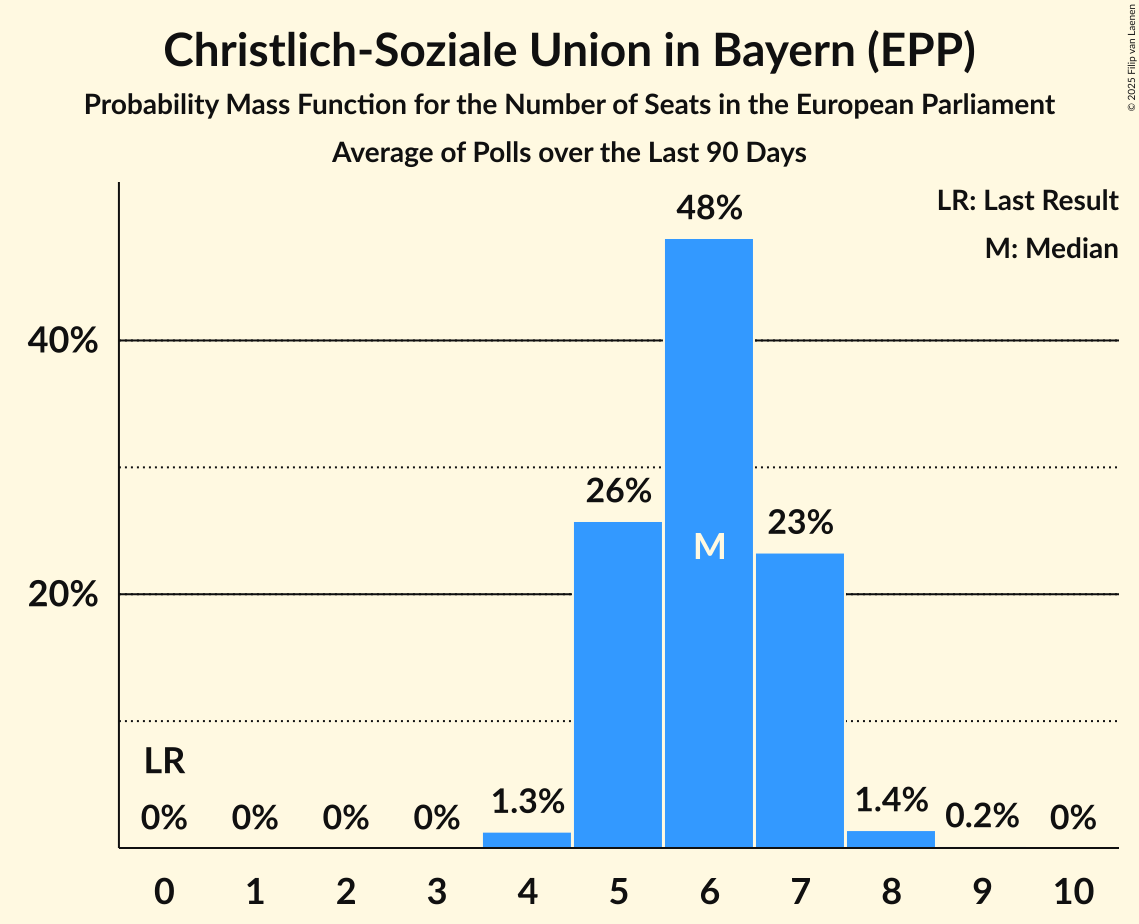 Christlich-Soziale Union in Bayern (EPP)
Probability Mass Function for the Number of Seats in the European Parliament
Average of Polls over the Last 90 Days
© 2025 Filip van Laenen
LR: Last Result
M: Median
48%
40%
26%
23%
M
20%
LR
0% 0% 0% 0% 1.3% 1.4% 0.2% 0%
0 1 2 3 4 5 6 7 8 9 10